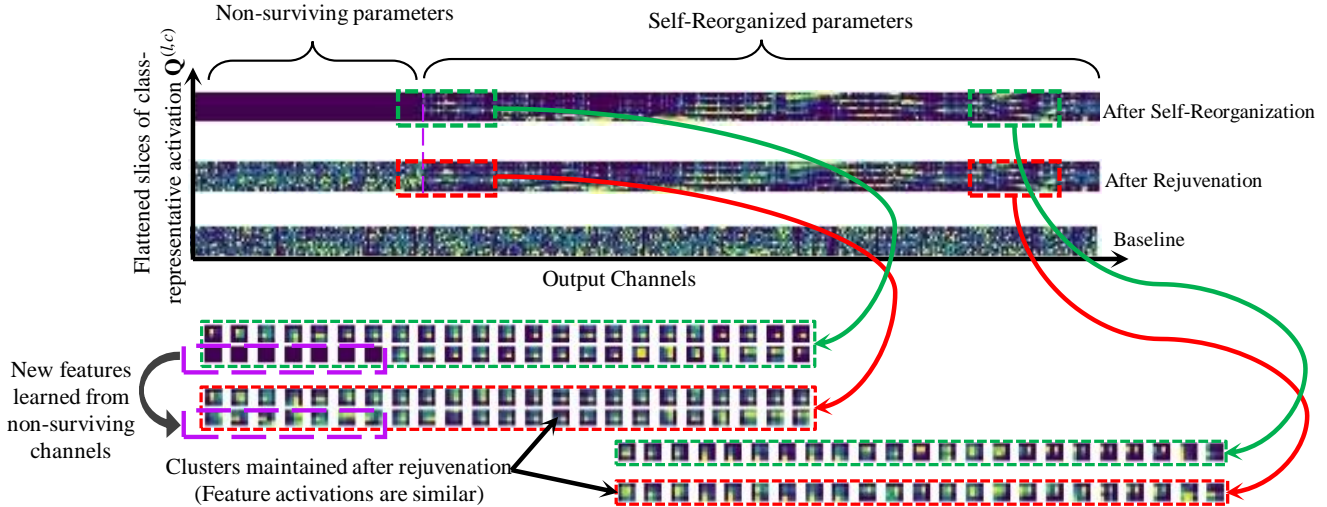 Non-surviving parameters
Self-Reorganized parameters
Flattened slices of class-
representative activation Q^(l,c)
After Self-Reorganization
After Rejuvenation
Baseline
Output Channels
New features
learned from
non-surviving
channels
Clusters maintained after rejuvenation
(Feature activations are similar)